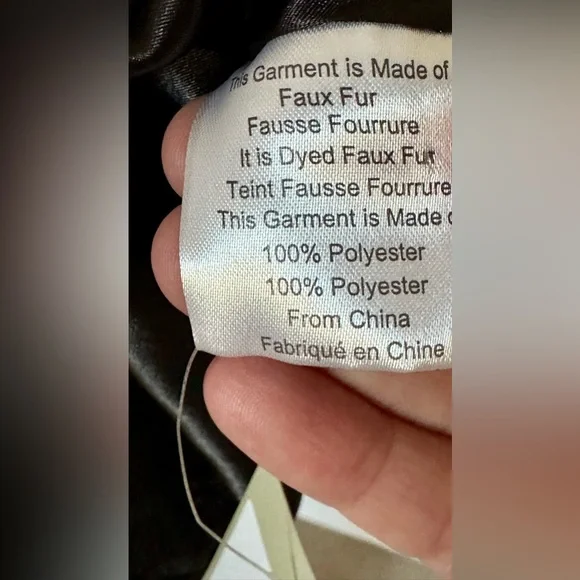 This Garment is Made of
Faux Fur
Fausse Fourrure
It is Dyed Faux Fur
Teint Fausse Fourrure
This Garment is Made
100% Polyester
100% Polyester
From China
Fabriqué en Chine